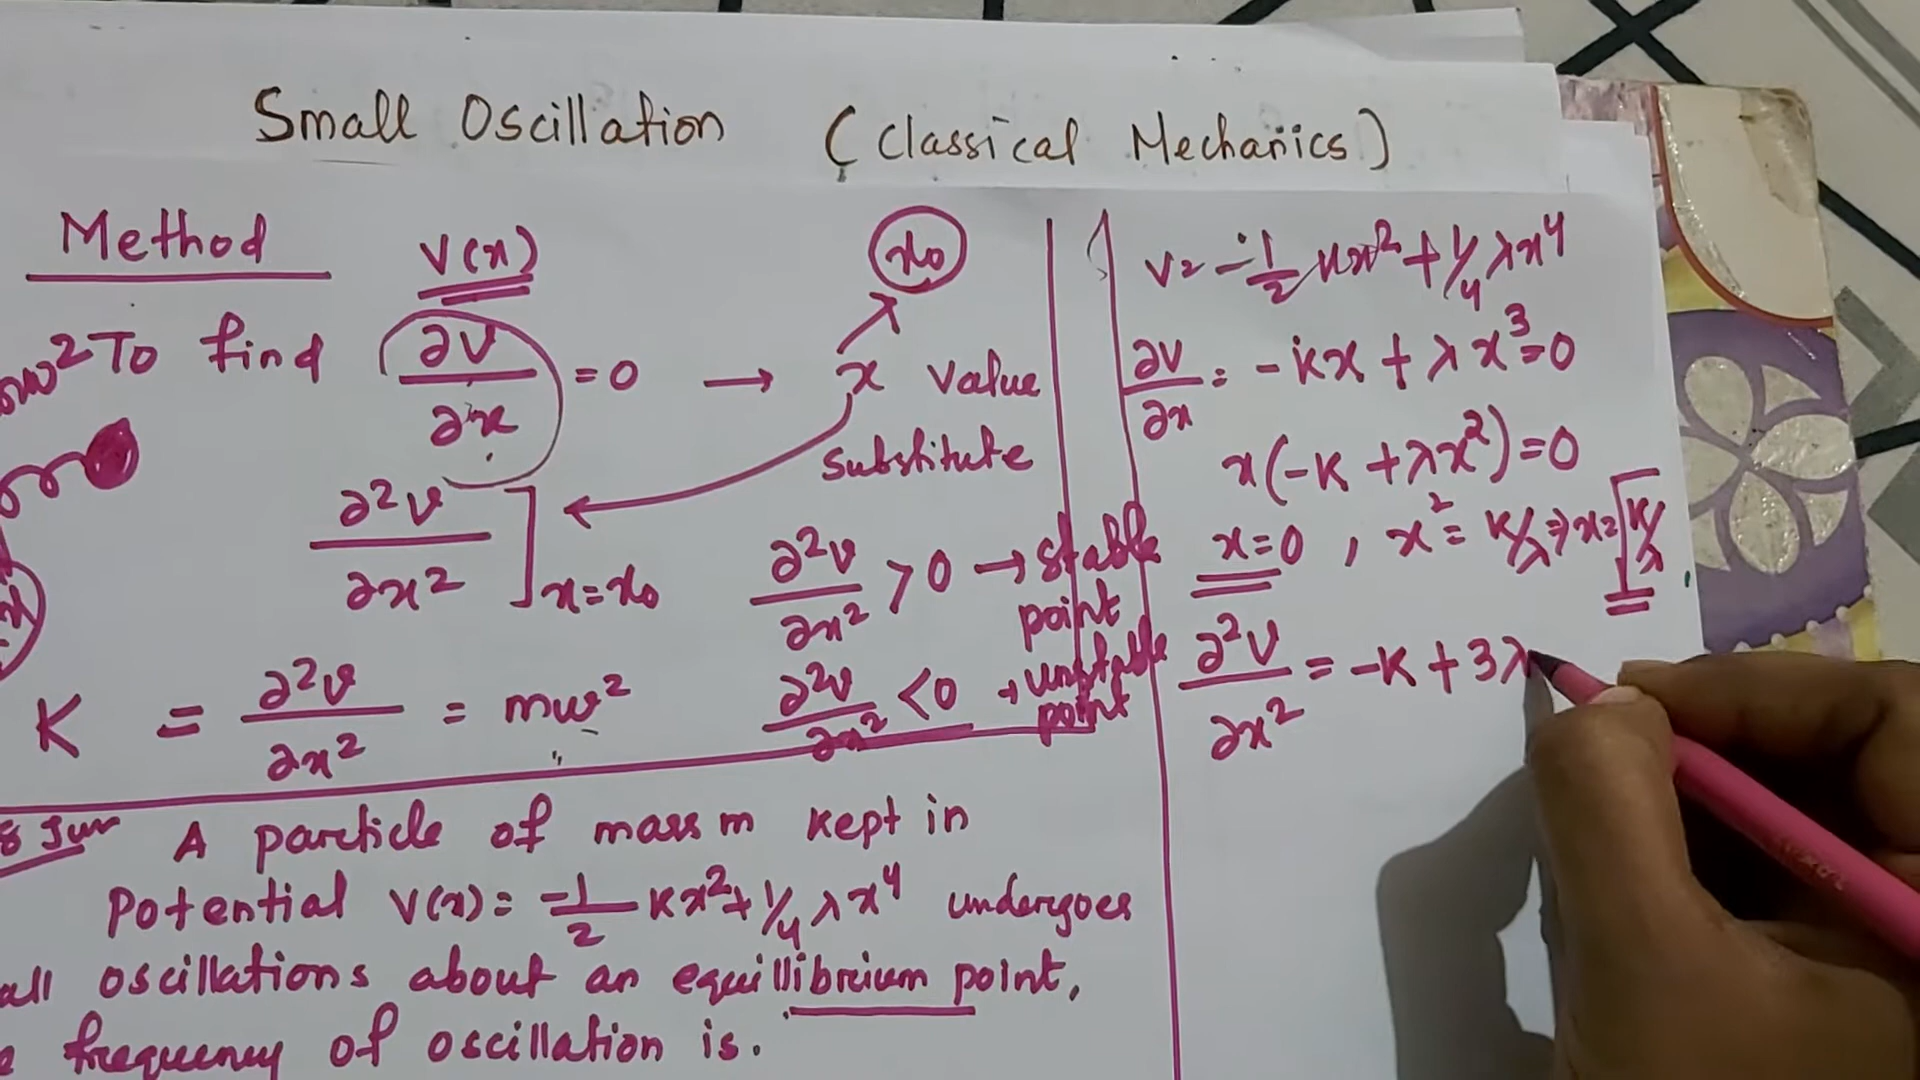 Small Oscillation (Classical Mechanics)
Method V(x) x₀
To find ∂V/∂x = 0 → x value
substitute
∂²V/∂x² ]x=x₀
∂²V/∂x² > 0 → stable point
K = ∂²V/∂x² = mω²
∂²V/∂x² < 0 → unstable point
A particle of mass m kept in
Potential V(x) = -1/2 Kx² + 1/4 λx⁴ undergoes
oscillations about an equillibrium point,
frequency of oscillation is.
V = -1/2 Kx² + 1/4 λx⁴
∂V/∂x = -Kx + λx³ = 0
x(-K + λx²) = 0
x = 0, x² = K/λ ⇒ x = √K/λ
∂²V/∂x² = -K + 3λ